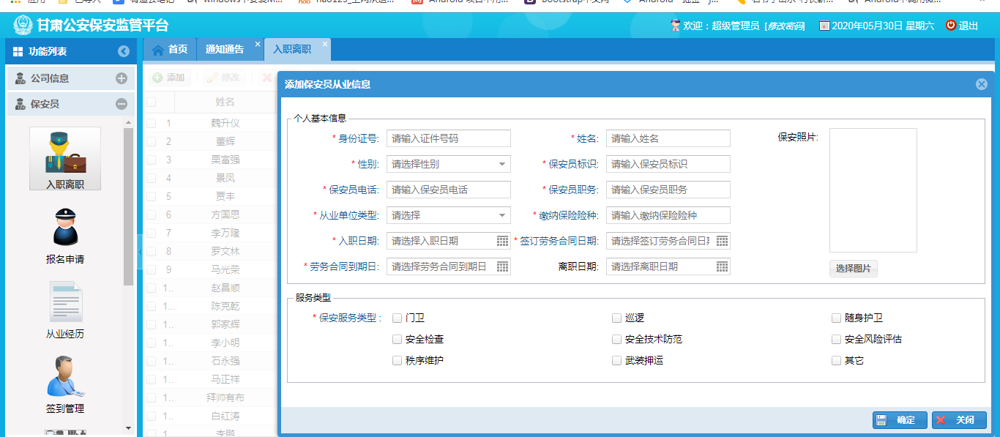 应用
有道云笔记
甘肃公安保安监管平台
欢迎：超级管理员 [修改密码]
2020年05月30日 星期六
退出
功能列表
首页
通知通告
入职离职
公司信息
保安员
入职离职
报名申请
从业经历
签到管理
添加
修改
姓名
1 魏升仪
2 董辉
3 栗富强
4 景凤
5 贾丰
6 方国思
7 李万隆
8 罗文林
9 马光荣
1.. 赵昌顺
1... 陈克乾
1.. 郭家辉
1.. 李小明
1.. 石永强
1.. 马正祥
1.. 拜帅有布
1.. 白红涛
1 李鹏
添加保安员从业信息
个人基本信息
* 身份证号: 请输入证件号码
* 姓名: 请输入姓名
保安照片:
* 性别: 请选择性别
* 保安员标识: 请输入保安员标识
* 保安员电话: 请输入保安员电话
* 保安员职务: 请输入保安员职务
* 从业单位类型: 请选择
* 缴纳保险险种: 请输入缴纳保险险种
* 入职日期: 请选择入职日期
* 签订劳务合同日期: 请选择签订劳务合同日期
* 劳务合同到期日: 请选择劳务合同到期日
离职日期: 请选择离职日期
选择图片
服务类型
* 保安服务类型 :
门卫
巡逻
随身护卫
安全检查
安全技术防范
安全风险评估
秩序维护
武装押运
其它
确定
关闭